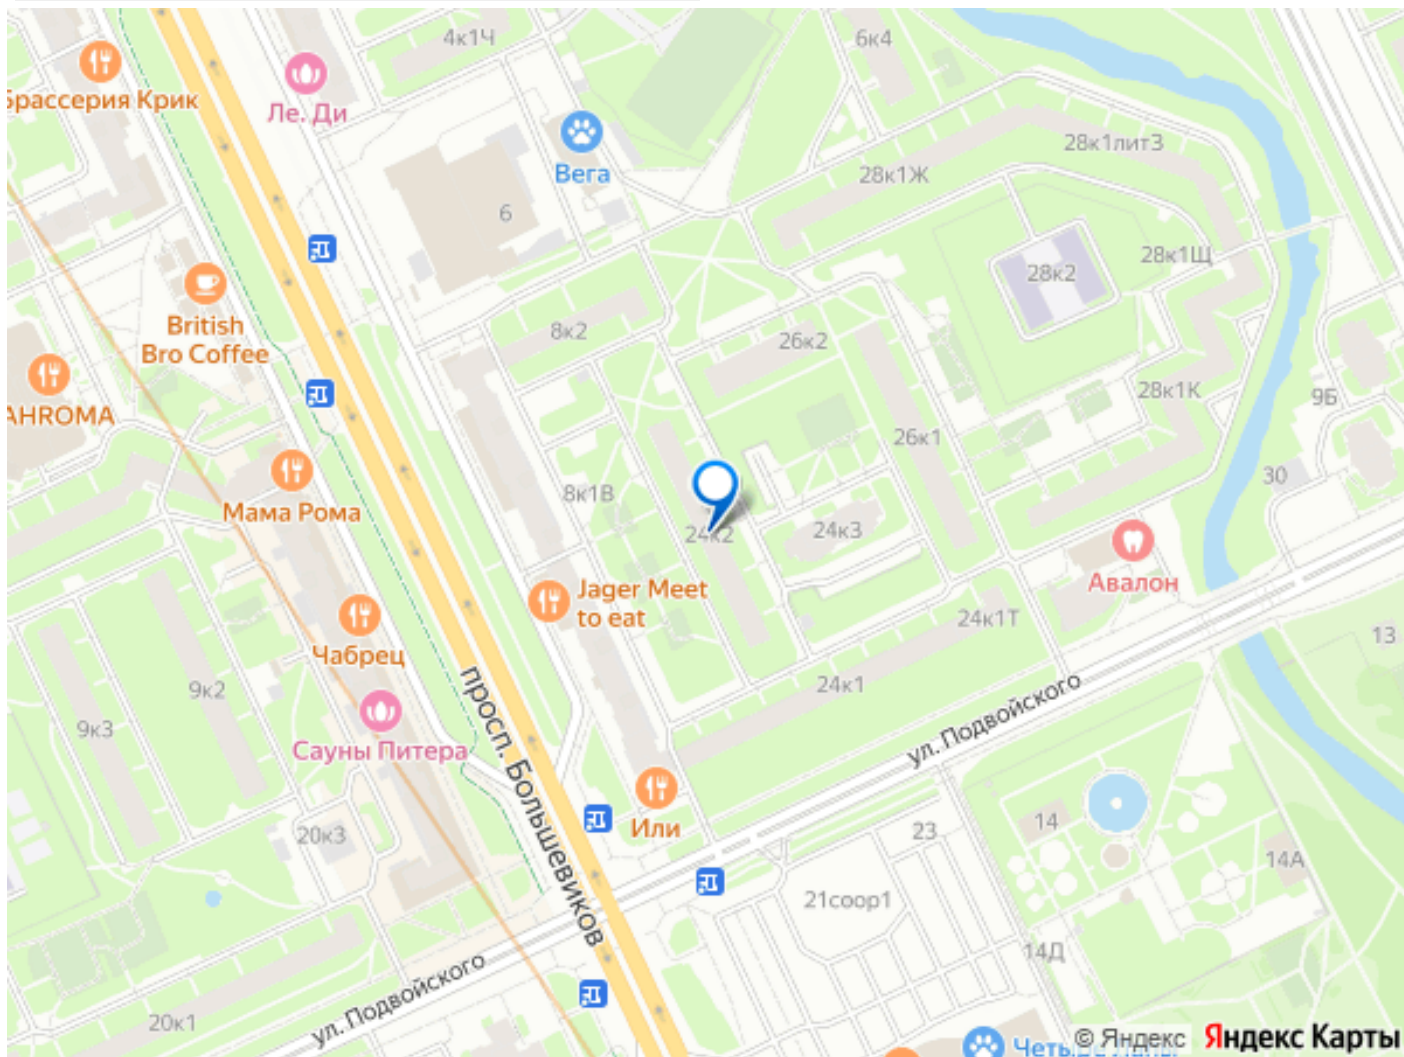 4к1Ч
6к4
Брассерия Крик
Ле. Ди
Вега
28к1литЗ
28к1Ж
6
28к1Щ
28к2
British
Bro Coffee
8к2
26к2
AHROMA
28к1К
9Б
26к1
Мама Рома
8к1В
30
24к2
24к3
Авалон
Jager Meet
to eat
24к1Т
Чабрец
13
9к2
24к1
9к3
просп. Большевиков
ул. Подвойского
Сауны Питера
Или
20к3
23
14
14А
21соор1
14Д
ул. Подвойского
20к1
© Яндекс Яндекс Карты